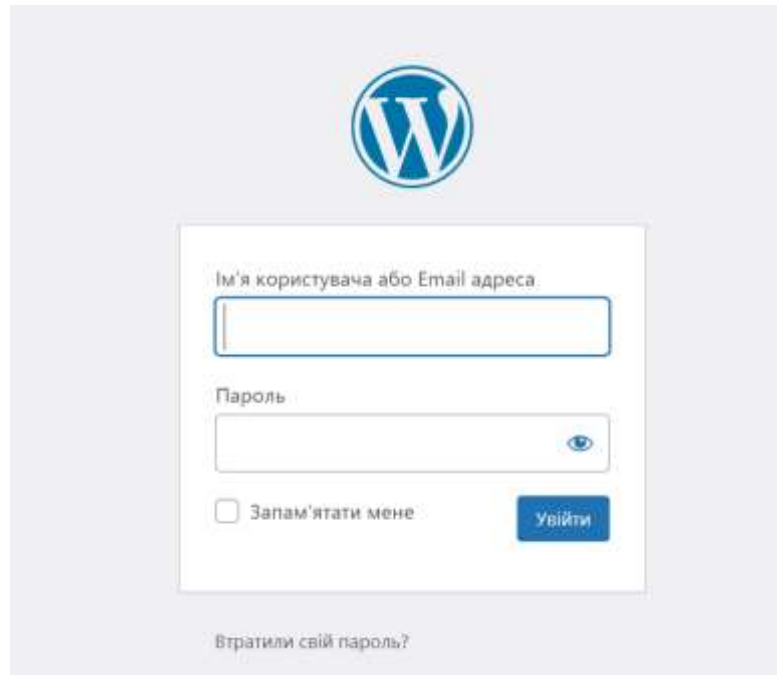 Ім'я користувача або Email адреса
Пароль
Запам'ятати мене
Увійти
Втратили свій пароль?